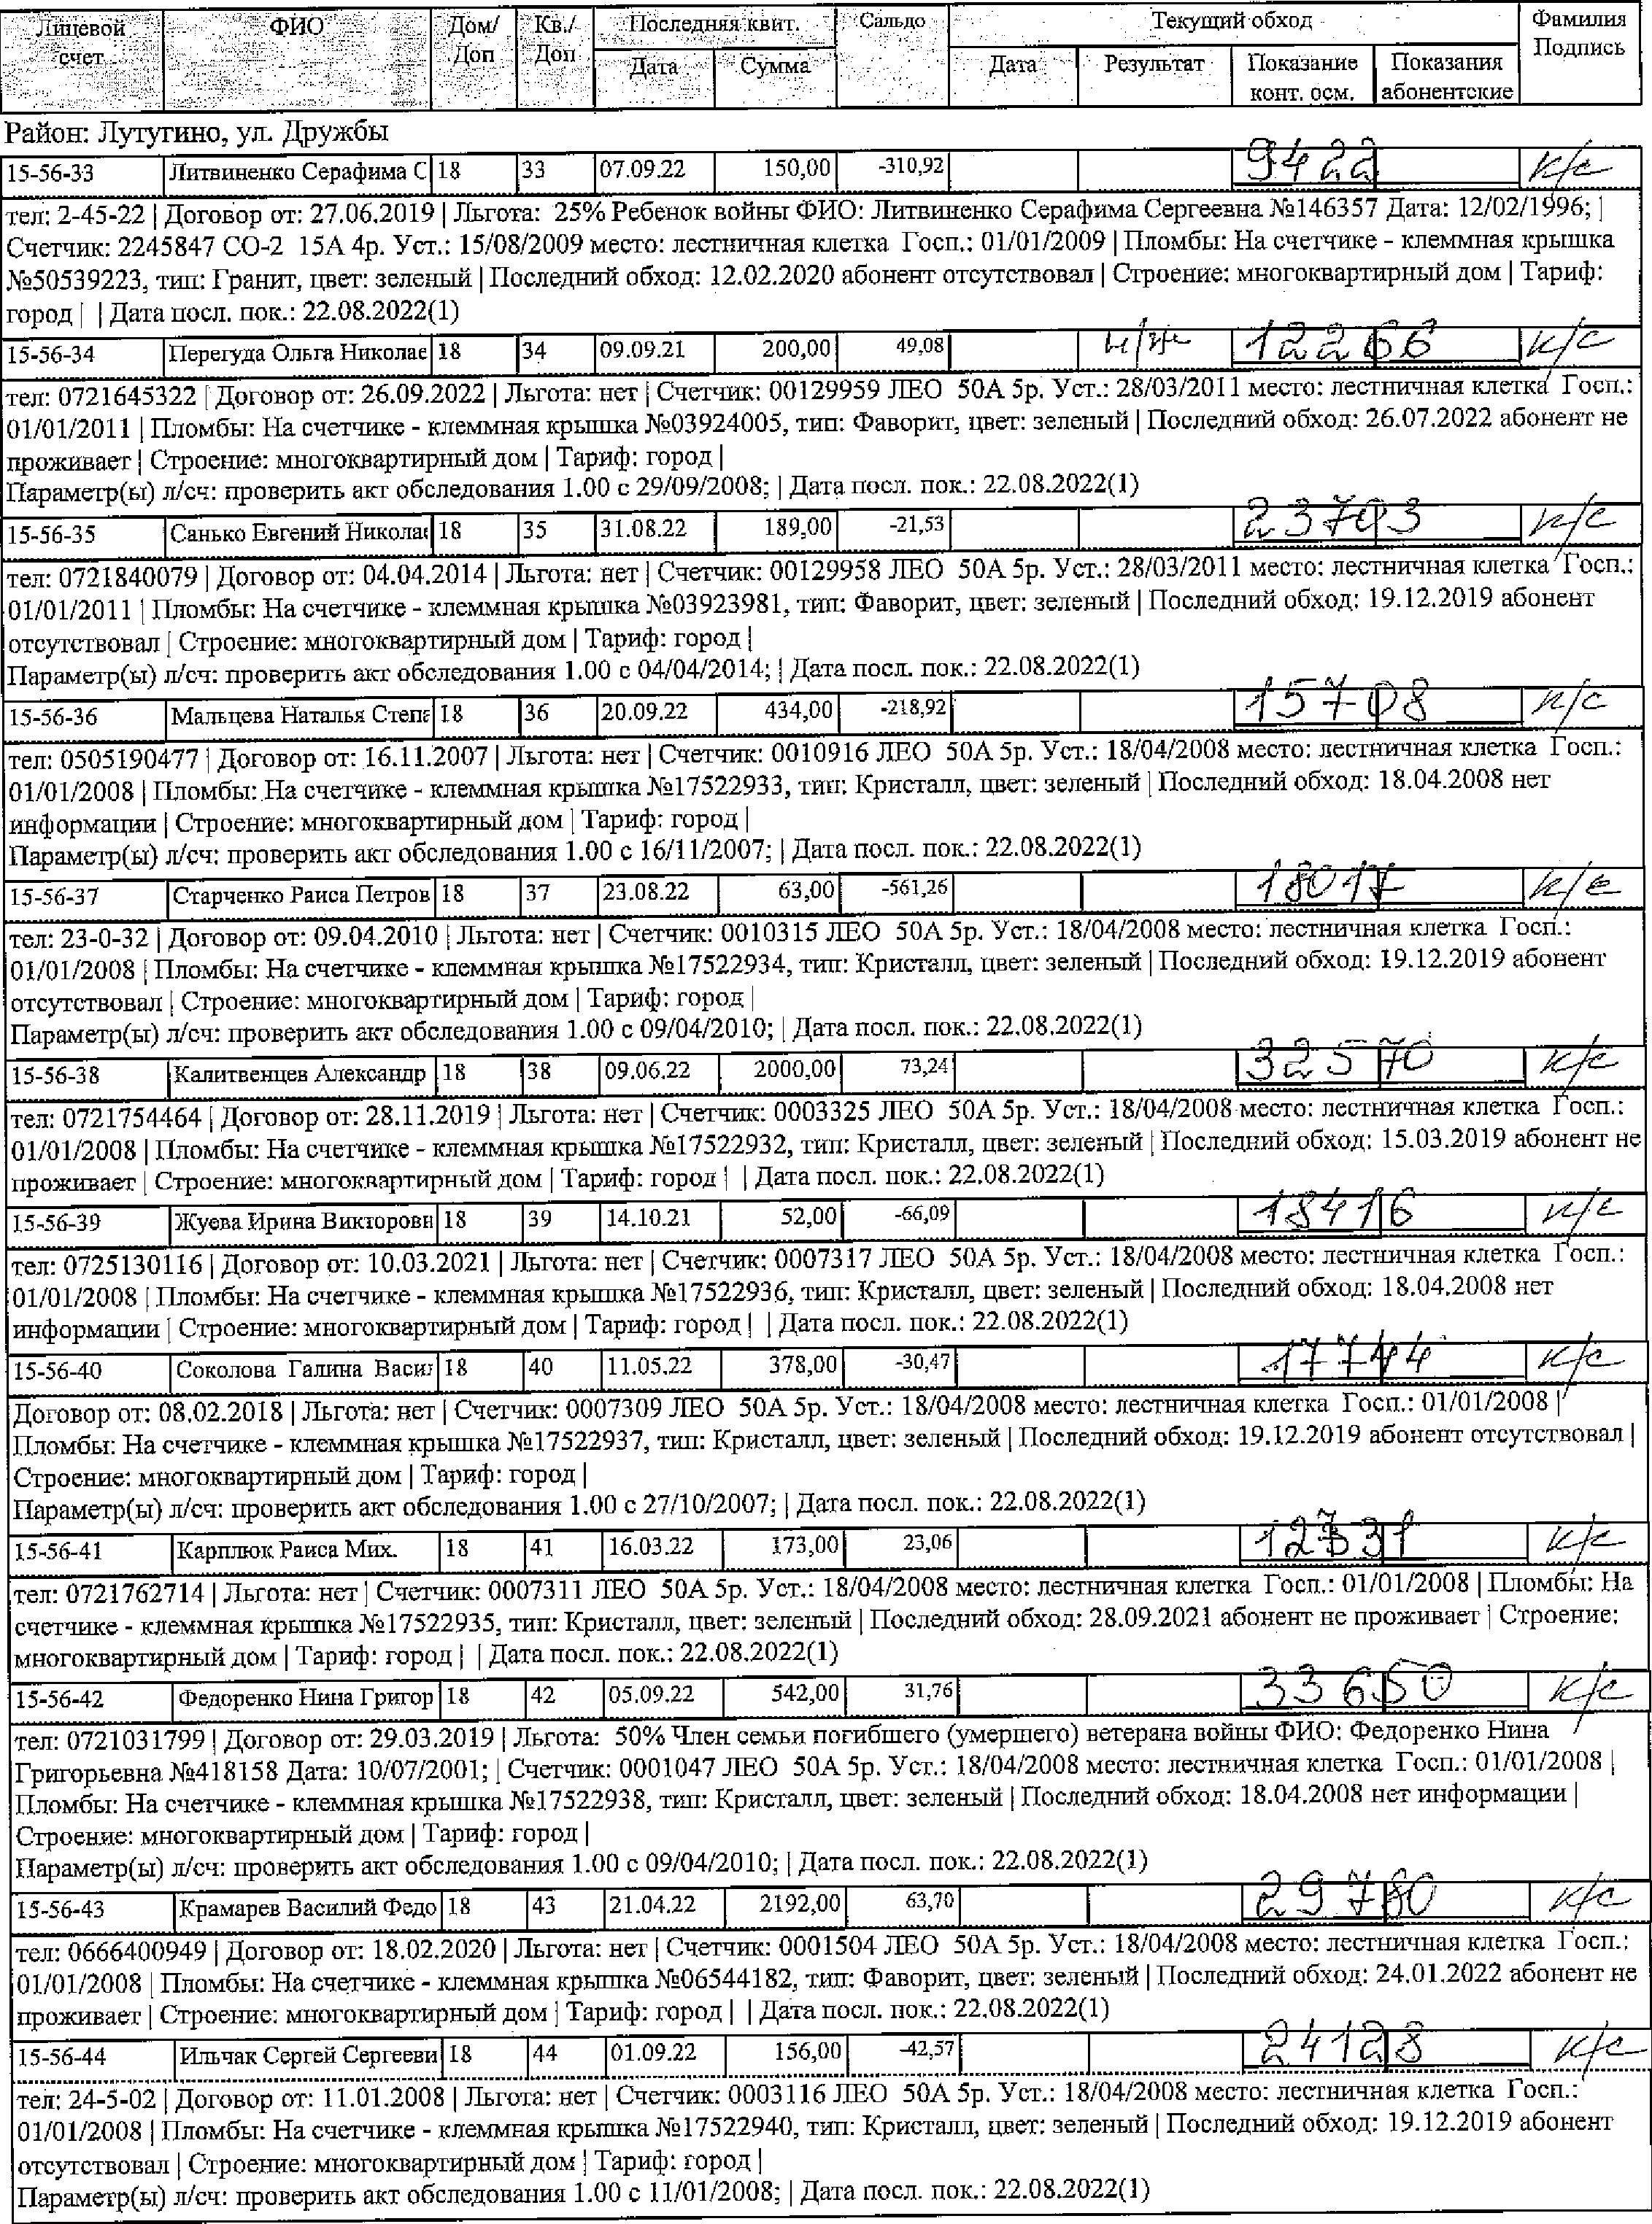 Лицевой счет ФИО Дом/Доп Кв./Доп Последняя квит. Сальдо Текущий обход Фамилия Подпись
Дата Сумма Дата Результат Показание конт. осм. Показания абонентские
Район: Лутугино, ул. Дружбы
15-56-33 Литвиненко Серафима С 18 33 07.09.22 150,00 -310,92 9422 к/с
тел: 2-45-22 | Договор от: 27.06.2019 | Льгота: 25% Ребенок войны ФИО: Литвиненко Серафима Сергеевна №146357 Дата: 12/02/1996; |
Счетчик: 2245847 СО-2 15А 4р. Уст.: 15/08/2009 место: лестничная клетка Госп.: 01/01/2009 | Пломбы: На счетчике - клеммная крышка
№50539223, тип: Гранит, цвет: зеленый | Последний обход: 12.02.2020 абонент отсутствовал | Строение: многоквартирный дом | Тариф:
город | | Дата посл. пок.: 22.08.2022(1)
15-56-34 Перегуда Ольга Николае 18 34 09.09.21 200,00 49,08 н/ж 12266 к/с
тел: 0721645322 | Договор от: 26.09.2022 | Льгота: нет | Счетчик: 00129959 ЛЕО 50А 5р. Уст.: 28/03/2011 место: лестничная клетка Госп.:
01/01/2011 | Пломбы: На счетчике - клеммная крышка №03924005, тип: Фаворит, цвет: зеленый | Последний обход: 26.07.2022 абонент не
проживает | Строение: многоквартирный дом | Тариф: город |
Параметр(ы) л/сч: проверить акт обследования 1.00 с 29/09/2008; | Дата посл. пок.: 22.08.2022(1)
15-56-35 Санько Евгений Никола 18 35 31.08.22 189,00 -21,53 23703 к/с
тел: 0721840079 | Договор от: 04.04.2014 | Льгота: нет | Счетчик: 00129958 ЛЕО 50А 5р. Уст.: 28/03/2011 место: лестничная клетка Госп.:
01/01/2011 | Пломбы: На счетчике - клеммная крышка №03923981, тип: Фаворит, цвет: зеленый | Последний обход: 19.12.2019 абонент
отсутствовал | Строение: многоквартирный дом | Тариф: город |
Параметр(ы) л/сч: проверить акт обследования 1.00 с 04/04/2014; | Дата посл. пок.: 22.08.2022(1)
15-56-36 Мальцева Наталья Степа 18 36 20.09.22 434,00 -218,92 15708 к/с
тел: 0505190477 | Договор от: 16.11.2007 | Льгота: нет | Счетчик: 0010916 ЛЕО 50А 5р. Уст.: 18/04/2008 место: лестничная клетка Госп.:
01/01/2008 | Пломбы: На счетчике - клеммная крышка №17522933, тип: Кристалл, цвет: зеленый | Последний обход: 18.04.2008 нет
информации | Строение: многоквартирный дом | Тариф: город |
Параметр(ы) л/сч: проверить акт обследования 1.00 с 16/11/2007; | Дата посл. пок.: 22.08.2022(1)
15-56-37 Старченко Раиса Петров 18 37 23.08.22 63,00 -561,26 18017 к/с
тел: 23-0-32 | Договор от: 09.04.2010 | Льгота: нет | Счетчик: 0010315 ЛЕО 50А 5р. Уст.: 18/04/2008 место: лестничная клетка Госп.:
01/01/2008 | Пломбы: На счетчике - клеммная крышка №17522934, тип: Кристалл, цвет: зеленый | Последний обход: 19.12.2019 абонент
отсутствовал | Строение: многоквартирный дом | Тариф: город |
Параметр(ы) л/сч: проверить акт обследования 1.00 с 09/04/2010; | Дата посл. пок.: 22.08.2022(1)
15-56-38 Калитвенцев Александр 18 38 09.06.22 2000,00 73,24 32570 к/с
тел: 0721754464 | Договор от: 28.11.2019 | Льгота: нет | Счетчик: 0003325 ЛЕО 50А 5р. Уст.: 18/04/2008 место: лестничная клетка Госп.:
01/01/2008 | Пломбы: На счетчике - клеммная крышка №17522932, тип: Кристалл, цвет: зеленый | Последний обход: 15.03.2019 абонент не
проживает | Строение: многоквартирный дом | Тариф: город | | Дата посл. пок.: 22.08.2022(1)
15-56-39 Жуева Ирина Викторовн 18 39 14.10.21 52,00 -66,09 18416 к/с
тел: 0725130116 | Договор от: 10.03.2021 | Льгота: нет | Счетчик: 0007317 ЛЕО 50А 5р. Уст.: 18/04/2008 место: лестничная клетка Госп.:
01/01/2008 | Пломбы: На счетчике - клеммная крышка №17522936, тип: Кристалл, цвет: зеленый | Последний обход: 18.04.2008 нет
информации | Строение: многоквартирный дом | Тариф: город | | Дата посл. пок.: 22.08.2022(1)
15-56-40 Соколова Галина Васил 18 40 11.05.22 378,00 -30,47 17744 к/с
Договор от: 08.02.2018 | Льгота: нет | Счетчик: 0007309 ЛЕО 50А 5р. Уст.: 18/04/2008 место: лестничная клетка Госп.: 01/01/2008 |
Пломбы: На счетчике - клеммная крышка №17522937, тип: Кристалл, цвет: зеленый | Последний обход: 19.12.2019 абонент отсутствовал |
Строение: многоквартирный дом | Тариф: город |
Параметр(ы) л/сч: проверить акт обследования 1.00 с 27/10/2007; | Дата посл. пок.: 22.08.2022(1)
15-56-41 Карплюк Раиса Мих. 18 41 16.03.22 173,00 23,06 к/с
тел: 0721762714 | Льгота: нет | Счетчик: 0007311 ЛЕО 50А 5р. Уст.: 18/04/2008 место: лестничная клетка Госп.: 01/01/2008 | Пломбы: На
счетчике - клеммная крышка №17522935, тип: Кристалл, цвет: зеленый | Последний обход: 28.09.2021 абонент не проживает | Строение:
многоквартирный дом | Тариф: город | | Дата посл. пок.: 22.08.2022(1)
15-56-42 Федоренко Нина Григор 18 42 05.09.22 542,00 31,76 33650 к/с
тел: 0721031799 | Договор от: 29.03.2019 | Льгота: 50% Член семьи погибшего (умершего) ветерана войны ФИО: Федоренко Нина
Григорьевна №418158 Дата: 10/07/2001; | Счетчик: 0001047 ЛЕО 50А 5р. Уст.: 18/04/2008 место: лестничная клетка Госп.: 01/01/2008 |
Пломбы: На счетчике - клеммная крышка №17522938, тип: Кристалл, цвет: зеленый | Последний обход: 18.04.2008 нет информации |
Строение: многоквартирный дом | Тариф: город |
Параметр(ы) л/сч: проверить акт обследования 1.00 с 09/04/2010; | Дата посл. пок.: 22.08.2022(1)
15-56-43 Крамарев Василий Федо 18 43 21.04.22 2192,00 63,70 к/с
тел: 0666400949 | Договор от: 18.02.2020 | Льгота: нет | Счетчик: 0001504 ЛЕО 50А 5р. Уст.: 18/04/2008 место: лестничная клетка Госп.:
01/01/2008 | Пломбы: На счетчике - клеммная крышка №06544182, тип: Фаворит, цвет: зеленый | Последний обход: 24.01.2022 абонент не
проживает | Строение: многоквартирный дом | Тариф: город | | Дата посл. пок.: 22.08.2022(1)
15-56-44 Ильчак Сергей Сергееви 18 44 01.09.22 156,00 -42,57 24128 к/с
тел: 24-5-02 | Договор от: 11.01.2008 | Льгота: нет | Счетчик: 0003116 ЛЕО 50А 5р. Уст.: 18/04/2008 место: лестничная клетка Госп.:
01/01/2008 | Пломбы: На счетчике - клеммная крышка №17522940, тип: Кристалл, цвет: зеленый | Последний обход: 19.12.2019 абонент
отсутствовал | Строение: многоквартирный дом | Тариф: город |
Параметр(ы) л/сч: проверить акт обследования 1.00 с 11/01/2008; | Дата посл. пок.: 22.08.2022(1)